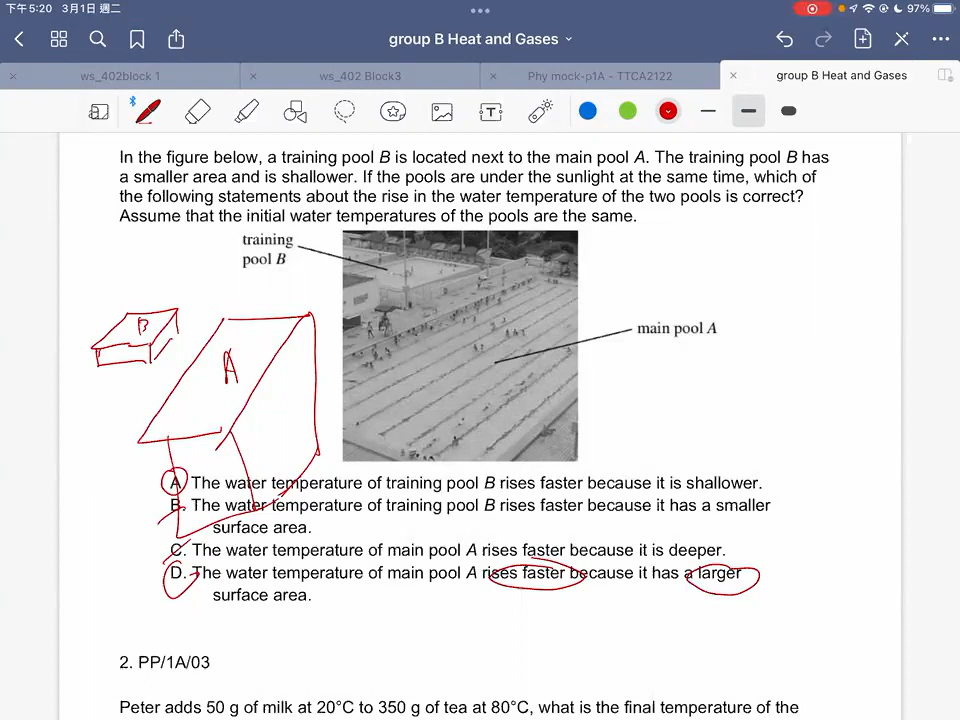 下午5:20 3月1日 週二
97%
group B Heat and Gases
ws_402block 1
ws_402 Block3
Phy mock-p1A - TTCA2122
group B Heat and Gases
In the figure below, a training pool B is located next to the main pool A. The training pool B has
a smaller area and is shallower. If the pools are under the sunlight at the same time, which of
the following statements about the rise in the water temperature of the two pools is correct?
Assume that the initial water temperatures of the pools are the same.
training
pool B
B
A
main pool A
A. The water temperature of training pool B rises faster because it is shallower.
B. The water temperature of training pool B rises faster because it has a smaller
surface area.
C. The water temperature of main pool A rises faster because it is deeper.
D. The water temperature of main pool A rises faster because it has a larger
surface area.
2. PP/1A/03
Peter adds 50 g of milk at 20°C to 350 g of tea at 80°C, what is the final temperature of the